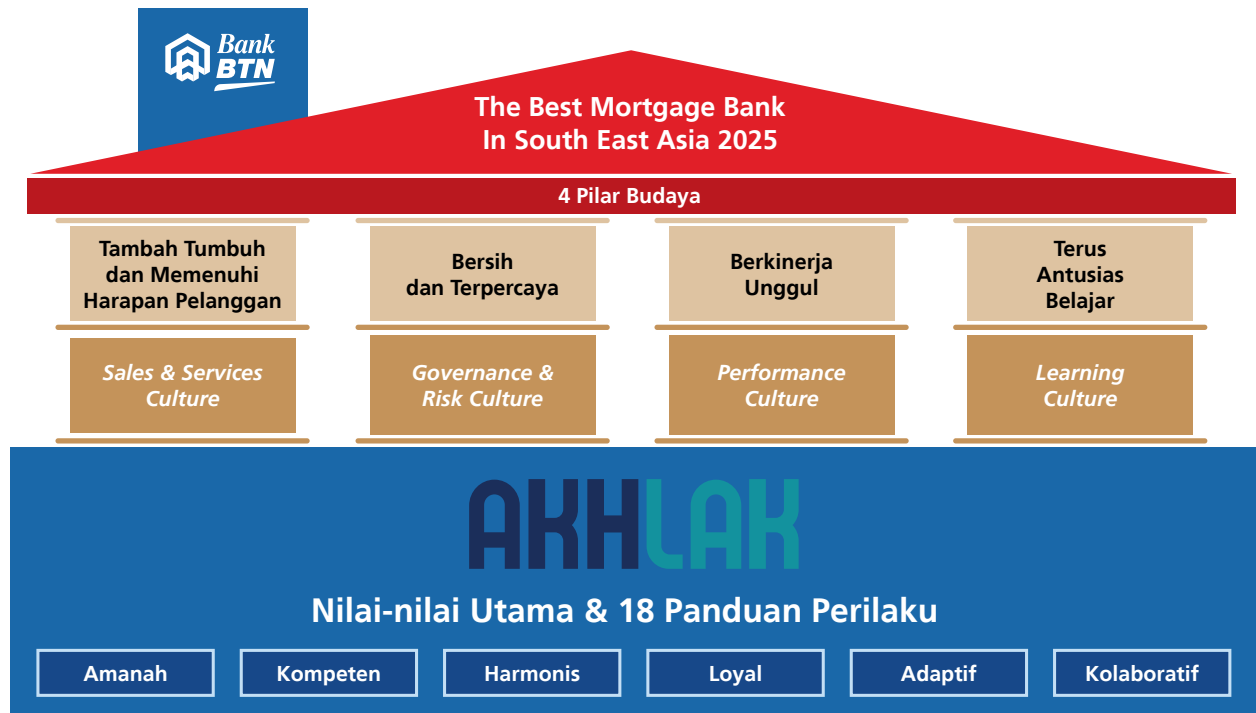 Bank
BTN
The Best Mortgage Bank
In South East Asia 2025
4 Pilar Budaya
Tambah Tumbuh
dan Memenuhi
Harapan Pelanggan
Bersih
dan Terpercaya
Berkinerja
Unggul
Terus
Antusias
Belajar
Sales & Services
Culture
Governance &
Risk Culture
Performance
Culture
Learning
Culture
AKHLAK
Nilai-nilai Utama & 18 Panduan Perilaku
Amanah
Kompeten
Harmonis
Loyal
Adaptif
Kolaboratif